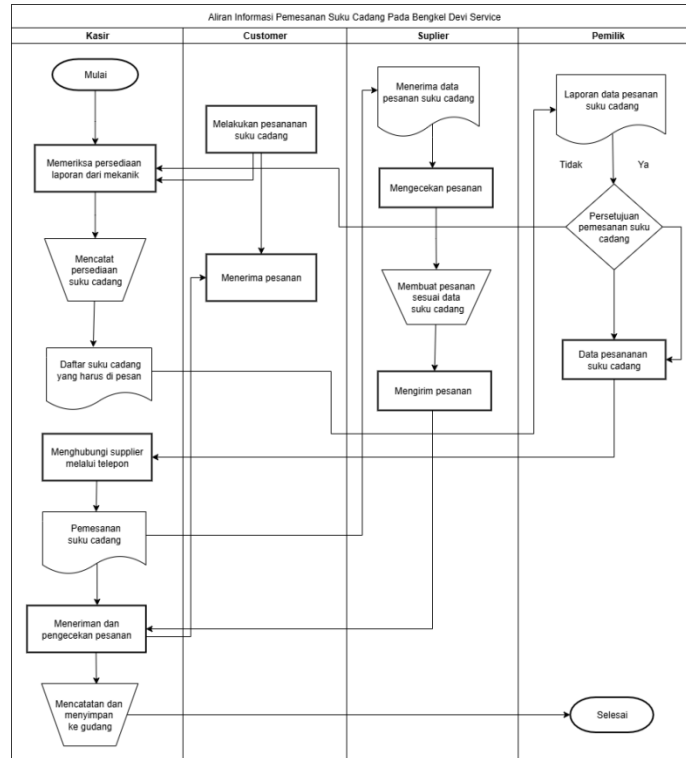 Aliran Informasi Pemesanan Suku Cadang Pada Bengkel Devi Service
Kasir
Customer
Suplier
Pemilik
Mulai
Memeriksa persediaan
laporan dari mekanik
Mencatat
persediaan
suku cadang
Daftar suku cadang
yang harus di pesan
Menghubungi supplier
melalui telepon
Pemesanan
suku cadang
Meneriman dan
pengecekan pesanan
Mencatatan dan
menyimpan
ke gudang
Melakukan pesananan
suku cadang
Menerima pesanan
Menerima data
pesanan suku cadang
Mengecekan pesanan
Membuat pesanan
sesuai data
suku cadang
Mengirim pesanan
Laporan data pesanan
suku cadang
Tidak
Ya
Persetujuan
pemesanan suku
cadang
Data pesananan
suku cadang
Selesai